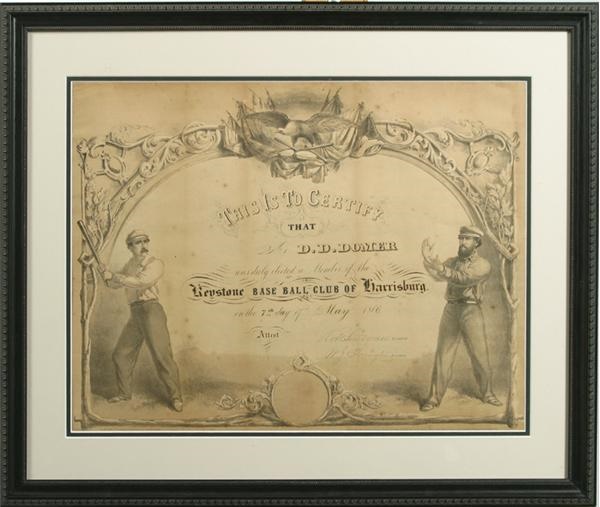 THIS IS TO CERTIFY
THAT
Mr D.D.DOMER
was duly elected a Member of the
Keystone BASE BALL CLUB OF Harrisburg.
on the 7th day of May
Attest